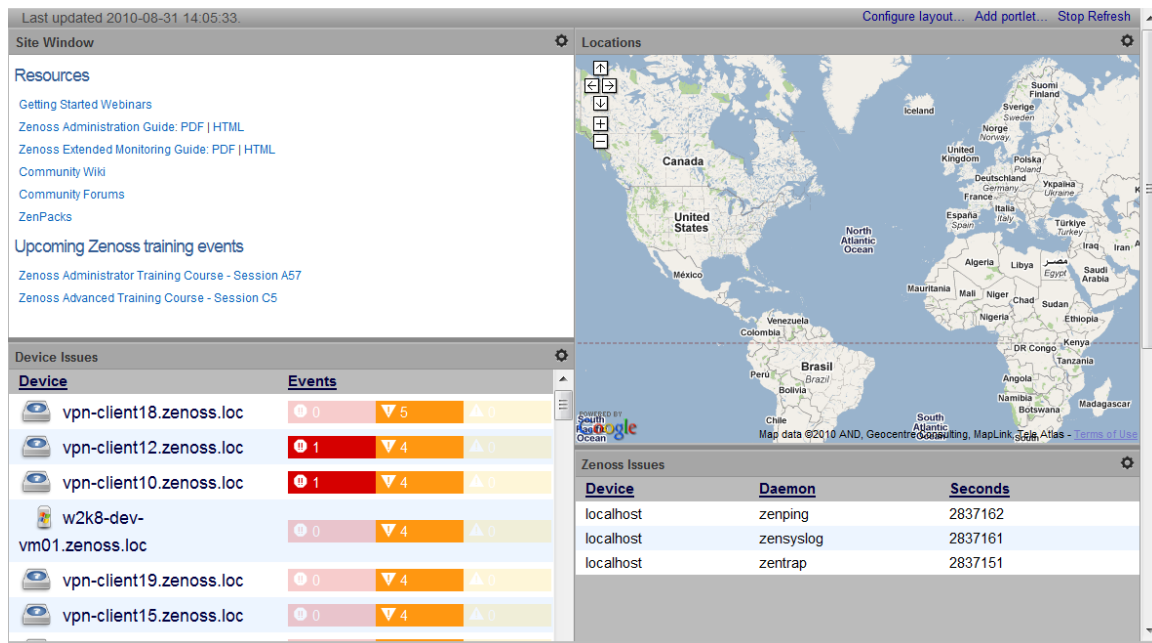 Last updated 2010-08-31 14:05:33.
Configure layout... Add portlet... Stop Refresh
Site Window
Resources
Getting Started Webinars
Zenoss Administration Guide: PDF | HTML
Zenoss Extended Monitoring Guide: PDF | HTML
Community Wiki
Community Forums
ZenPacks
Upcoming Zenoss training events
Zenoss Administrator Training Course - Session A57
Zenoss Advanced Training Course - Session C5
Device Issues
Device Events
vpn-client18.zenoss.loc 0 5 0
vpn-client12.zenoss.loc 1 4 0
vpn-client10.zenoss.loc 1 4 0
w2k8-dev-
vm01.zenoss.loc 0 4 0
vpn-client19.zenoss.loc 0 4 0
vpn-client15.zenoss.loc 0 4 0
Locations
Suomi
Finland
Iceland
Sverige
Sweden
Norge
Norway
United
Kingdom
Polska
Poland
Canada
Deutschland
Germany
Україна
Ukraine
France
Italia
Italy
España
Spain
United
States
Türkiye
Turkey
North
Atlantic
Ocean
Iraq
Iran
Algeria
Libya
مصر
Egypt
Saudi
Arabia
México
Mauritania
Mali
Niger
Chad
Sudan
Nigeria
Ethiopia
Venezuela
Colombia
DR Congo
Kenya
Tanzania
Brasil
Brazil
Perú
Bolivia
Angola
Namibia
Botswana
Madagascar
Chile
South
Atlantic
Ocean
POWERED BY
Google
South
Ocean
Map data ©2010 AND, Geocentre Consulting, MapLink, Tele Atlas - Terms of Use
Zenoss Issues
Device Daemon Seconds
localhost zenping 2837162
localhost zensyslog 2837161
localhost zentrap 2837151